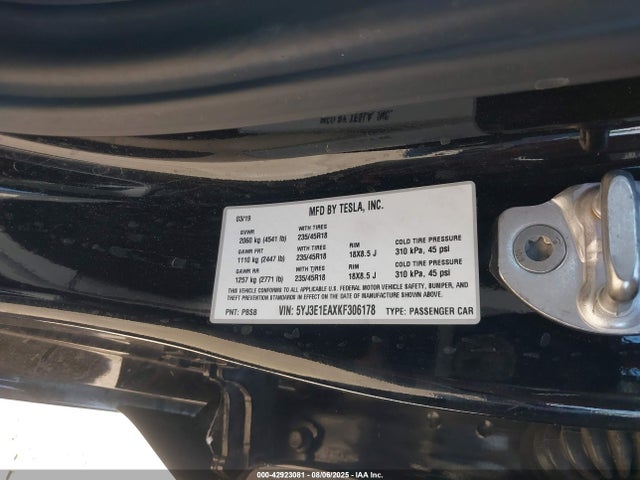 03/19 MFD BY TESLA, INC.
GVWR WITH TIRES
2060 kg (4541 lb) 235/45R18
GAWR FRT WITH TIRES RIM COLD TIRE PRESSURE
1110 kg (2447 lb) 235/45R18 18X8.5 J 310 kPa, 45 psi
GAWR RR WITH TIRES RIM COLD TIRE PRESSURE
1257 kg (2771 lb) 235/45R18 18X8.5 J 310 kPa, 45 psi
THIS VEHICLE CONFORMS TO ALL APPLICABLE U.S. FEDERAL MOTOR VEHICLE SAFETY, BUMPER, AND
THEFT PREVENTION STANDARDS IN EFFECT ON THE DATE OF MANUFACTURE SHOWN ABOVE.
PNT: PBSB VIN: 5YJ3E1EAXKF306178 TYPE: PASSENGER CAR
000-42923081 - 08/06/2025 - IAA Inc.